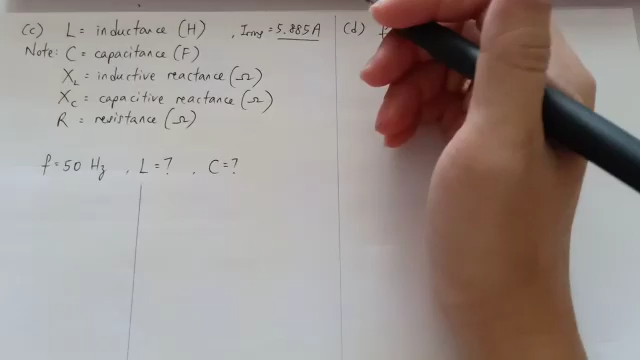 (c) L = inductance (H) , Irms = 5.885A
Note: C = capacitance (F)
X_L = inductive reactance (Ω)
X_C = capacitive reactance (Ω)
R = resistance (Ω)
f = 50 Hz , L = ? , C = ?
(d) f